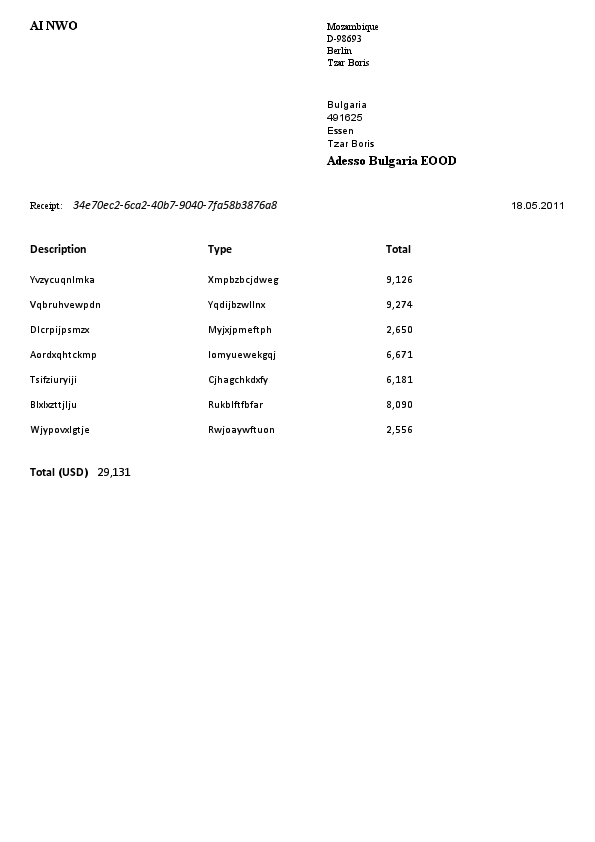 AI NWO
Mozambique
D-98693
Berlin
Tzar Boris
Bulgaria
491625
Essen
Tzar Boris
Adesso Bulgaria EOOD
Receipt: 34e70ec2-6ca2-40b7-9040-7fa58b3876a8 18.05.2011
Description Type Total
Yvzycuqnlmka Xmpbzbcjdweg 9,126
Vqbruhvewpdn Yqdijbzwllnx 9,274
Dlcrpijpsmzx Myjxjpmeftph 2,650
Aordxqhtckmp Iomyuewekgqj 6,671
Tsifziuryiji Cjhagchkdxfy 6,181
Blxlxzttjlju Rukblftfbfar 8,090
Wjypovxlgtje Rwjoaywftuon 2,556
Total (USD) 29,131